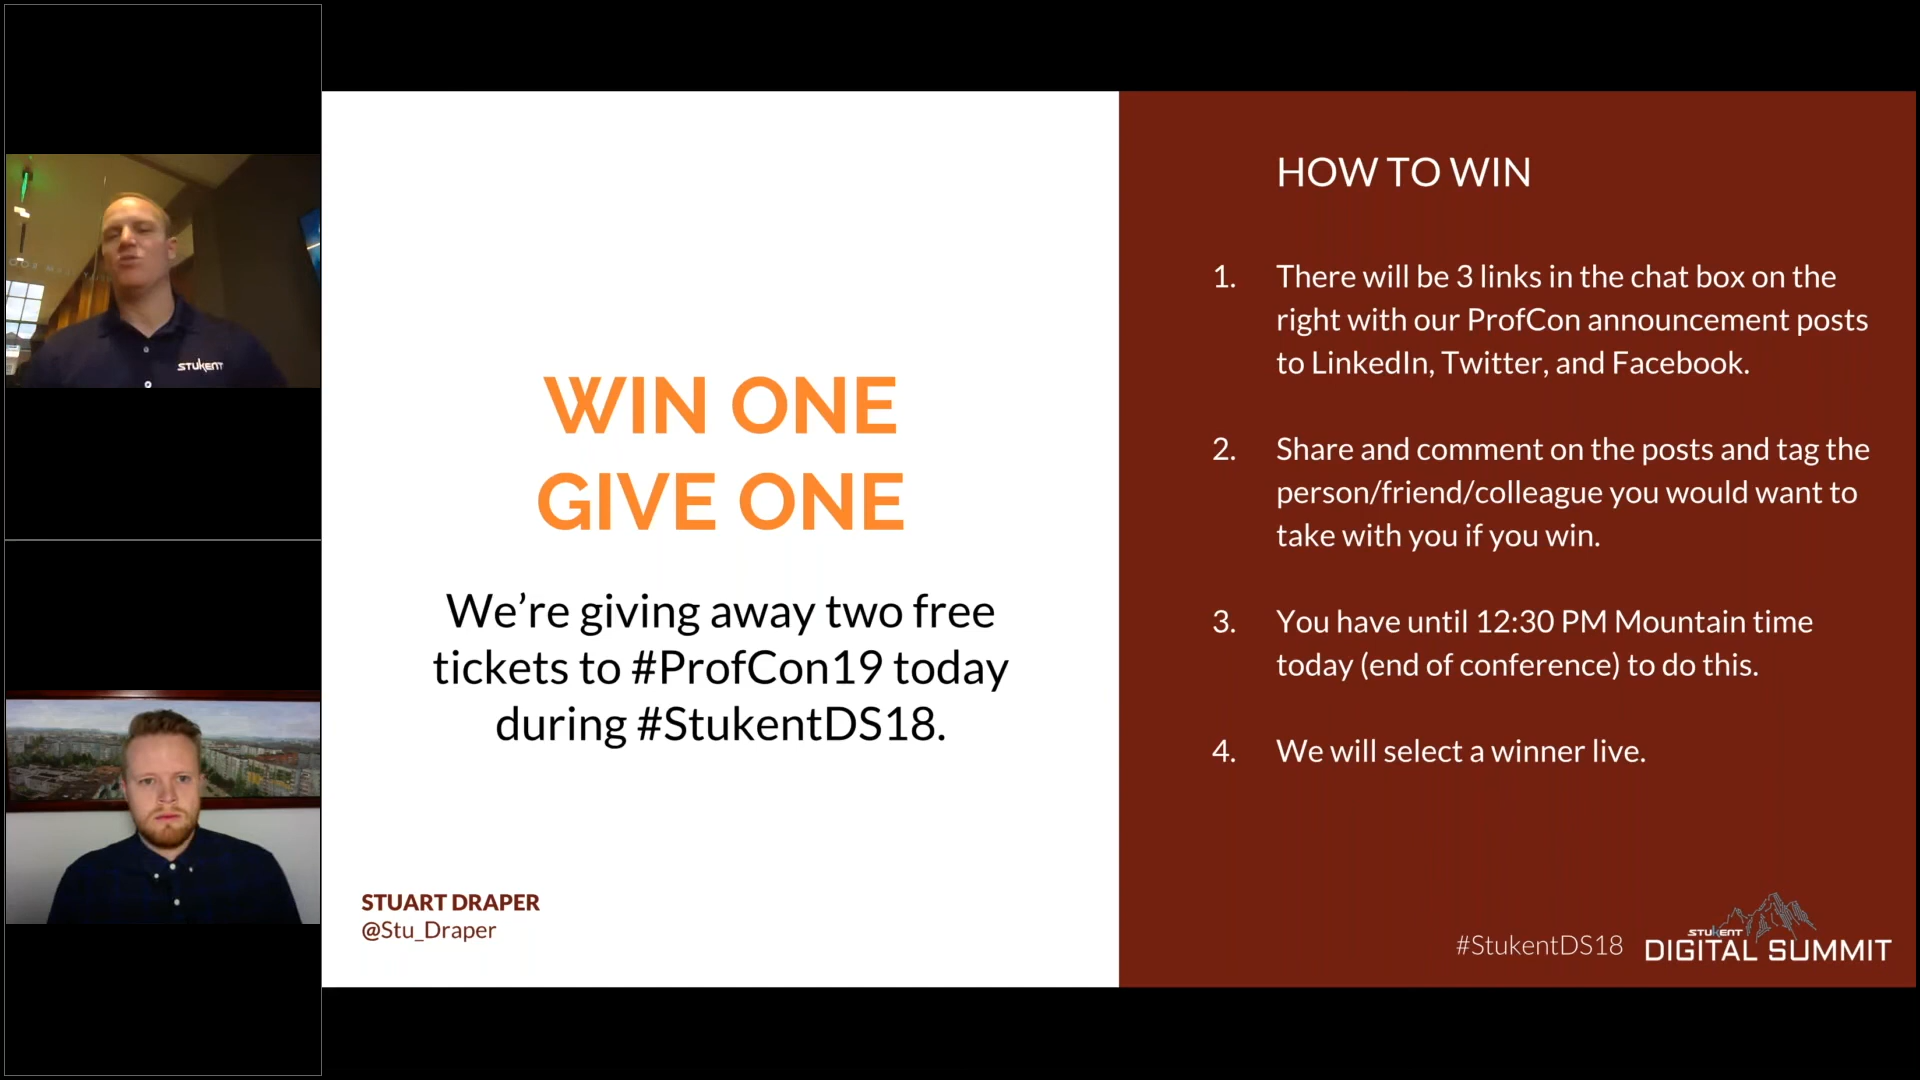 STUKENT
WIN ONE
GIVE ONE
We’re giving away two free
tickets to #ProfCon19 today
during #StukentDS18.
STUART DRAPER
@Stu_Draper
HOW TO WIN
1. There will be 3 links in the chat box on the
right with our ProfCon announcement posts
to LinkedIn, Twitter, and Facebook.
2. Share and comment on the posts and tag the
person/friend/colleague you would want to
take with you if you win.
3. You have until 12:30 PM Mountain time
today (end of conference) to do this.
4. We will select a winner live.
#StukentDS18
STUKENT
DIGITAL SUMMIT